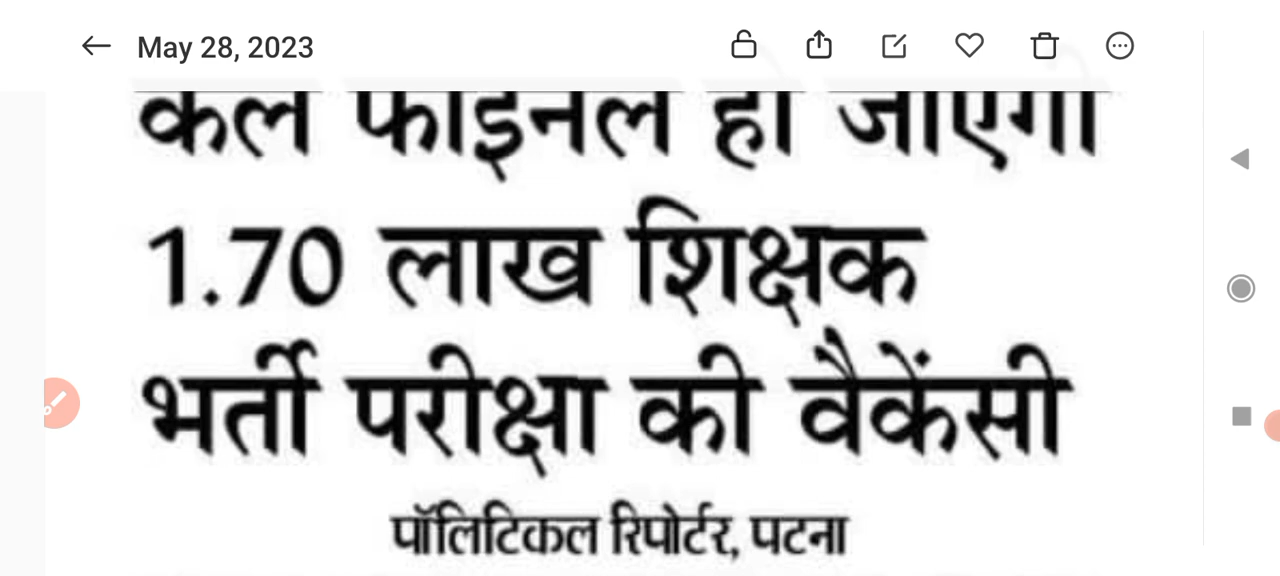 May 28, 2023
कल फाइनल हो जाएगी
1.70 लाख शिक्षक
भर्ती परीक्षा की वैकेंसी
पॉलिटिकल रिपोर्टर, पटना